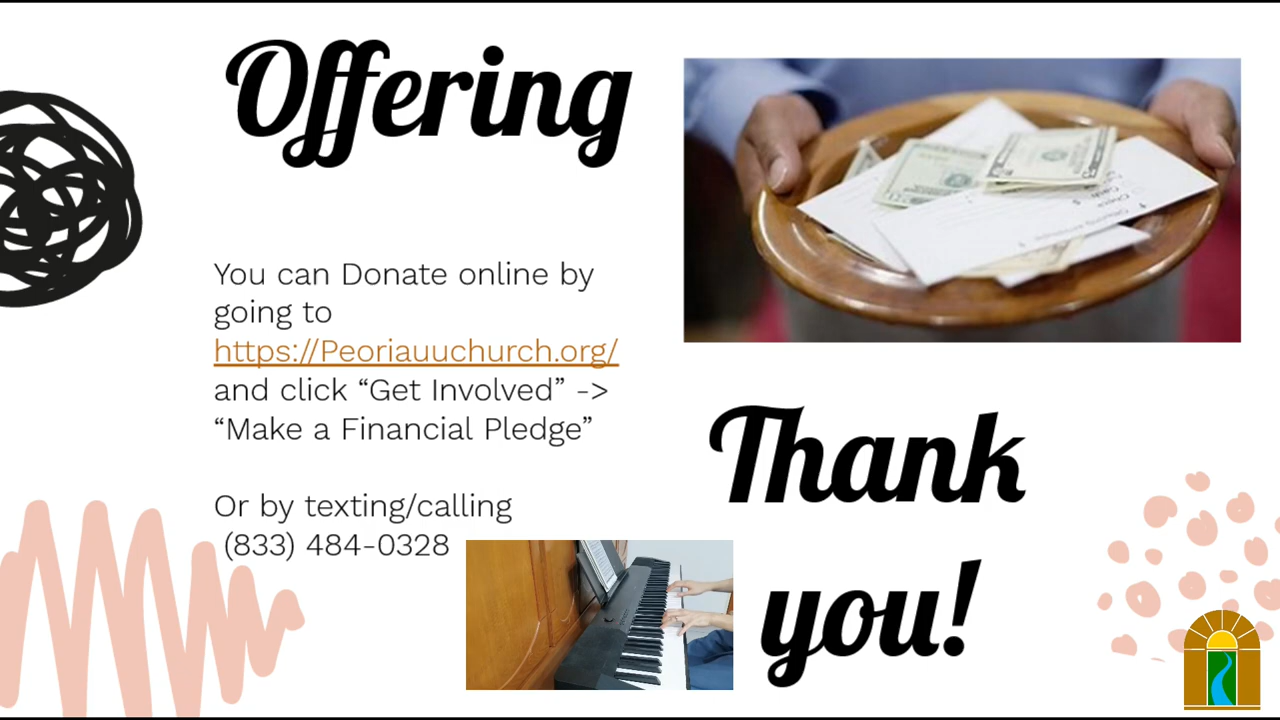 Offering
You can Donate online by
going to
https://Peoriauuchurch.org/
and click “Get Involved” ->
“Make a Financial Pledge”
Or by texting/calling
(833) 484-0328
Thank
you!